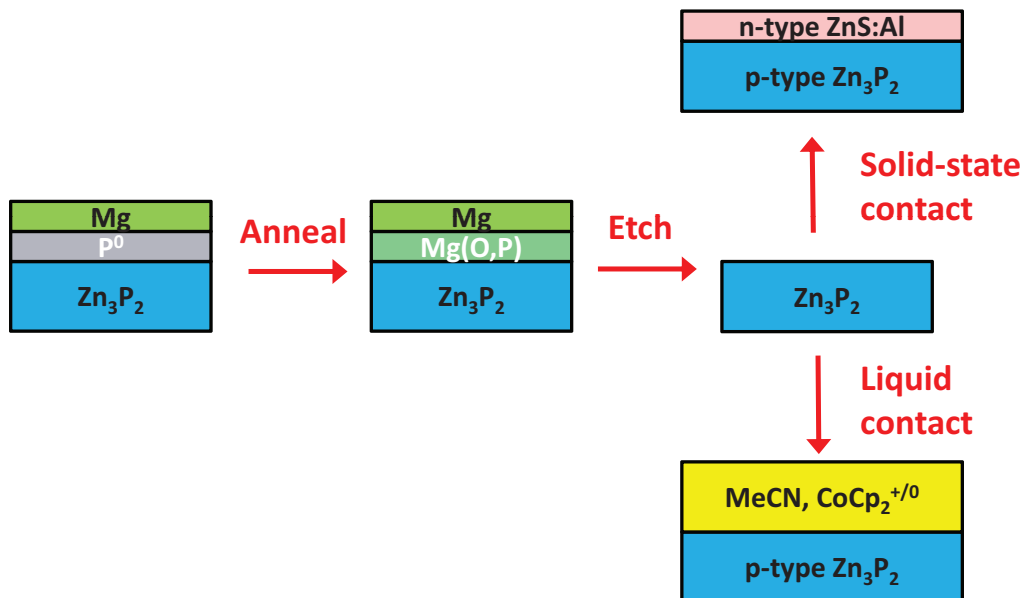 Mg
P⁰
Zn₃P₂
Anneal
Mg
Mg(O,P)
Zn₃P₂
Etch
Zn₃P₂
Solid-state
contact
n-type ZnS:Al
p-type Zn₃P₂
Liquid
contact
MeCN, CoCp₂⁺/⁰
p-type Zn₃P₂